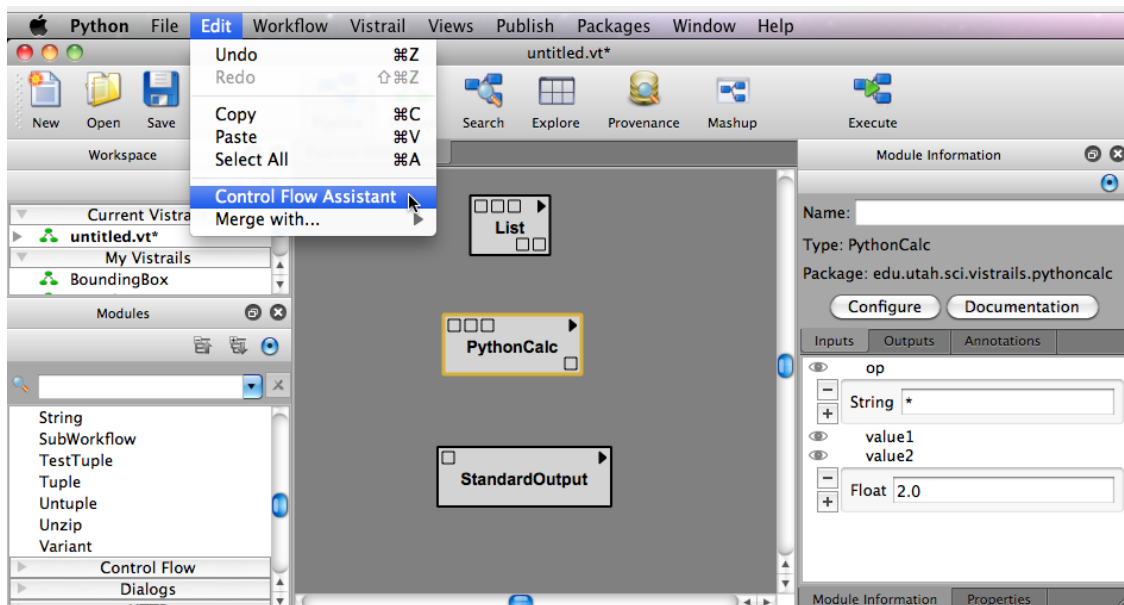 Python File Edit Workflow Vistrail Views Publish Packages Window Help
untitled.vt*
Undo ⌘Z
Redo ⇧⌘Z
Copy ⌘C
Paste ⌘V
Select All ⌘A
Control Flow Assistant
Merge with...
New Open Save Search Explore Provenance Mashup Execute
Workspace
Current Vistra
untitled.vt*
My Vistrails
BoundingBox
Modules
String
SubWorkflow
TestTuple
Tuple
Untuple
Unzip
Variant
Control Flow
Dialogs
List
PythonCalc
StandardOutput
Module Information
Name:
Type: PythonCalc
Package: edu.utah.sci.vistrails.pythoncalc
Configure Documentation
Inputs Outputs Annotations
op
String *
value1
value2
Float 2.0
Module Information Properties